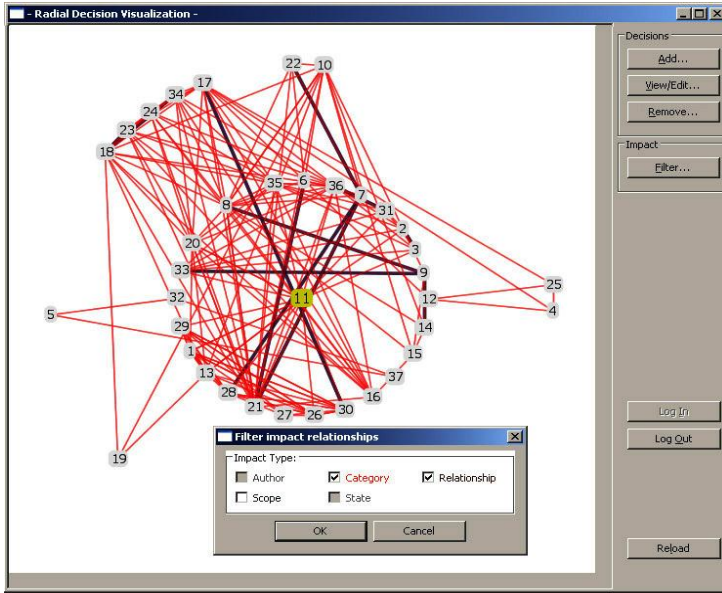 - Radial Decision Visualization -
Decisions
Add...
View/Edit...
Remove...
Impact
Filter...
22
10
17
34
24
23
18
35
6
36
7
8
31
2
20
3
33
9
11
25
32
12
4
5
29
14
1
15
13
37
28
16
21
27
26
30
19
Filter impact relationships
Impact Type:
Author
Category
Relationship
Scope
State
OK
Cancel
Log In
Log Out
Reload